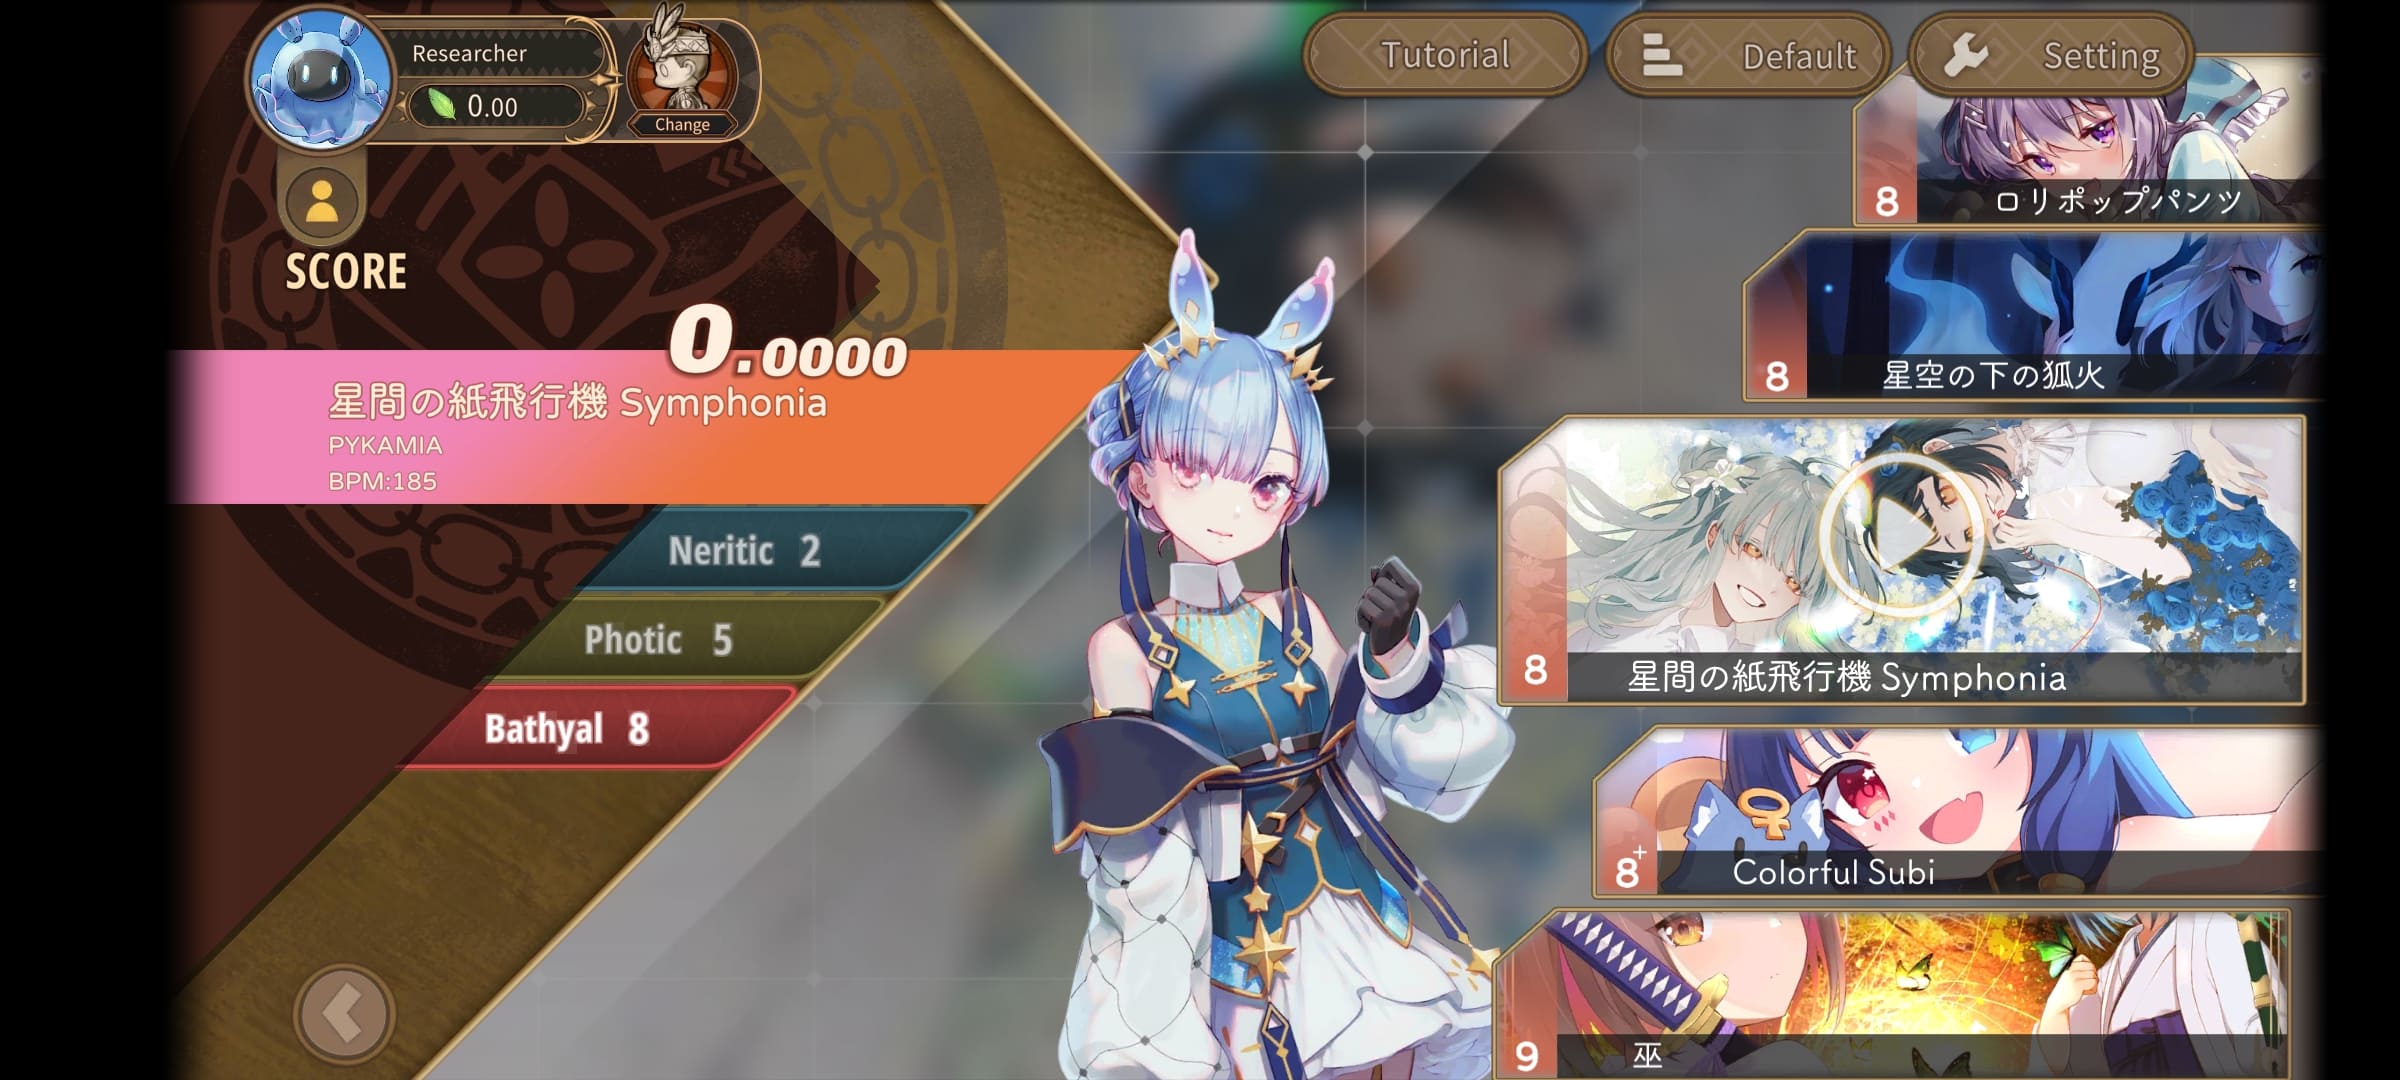 Researcher
0.00
Change
Tutorial
Default
Setting
SCORE
0.0000
星間の紙飛行機 Symphonia
PYKAMIA
BPM:185
Neritic 2
Photic 5
Bathyal 8
8 ロリポップパンツ
8 星空の下の狐火
8 星間の紙飛行機 Symphonia
8+ Colorful Subi
9 巫